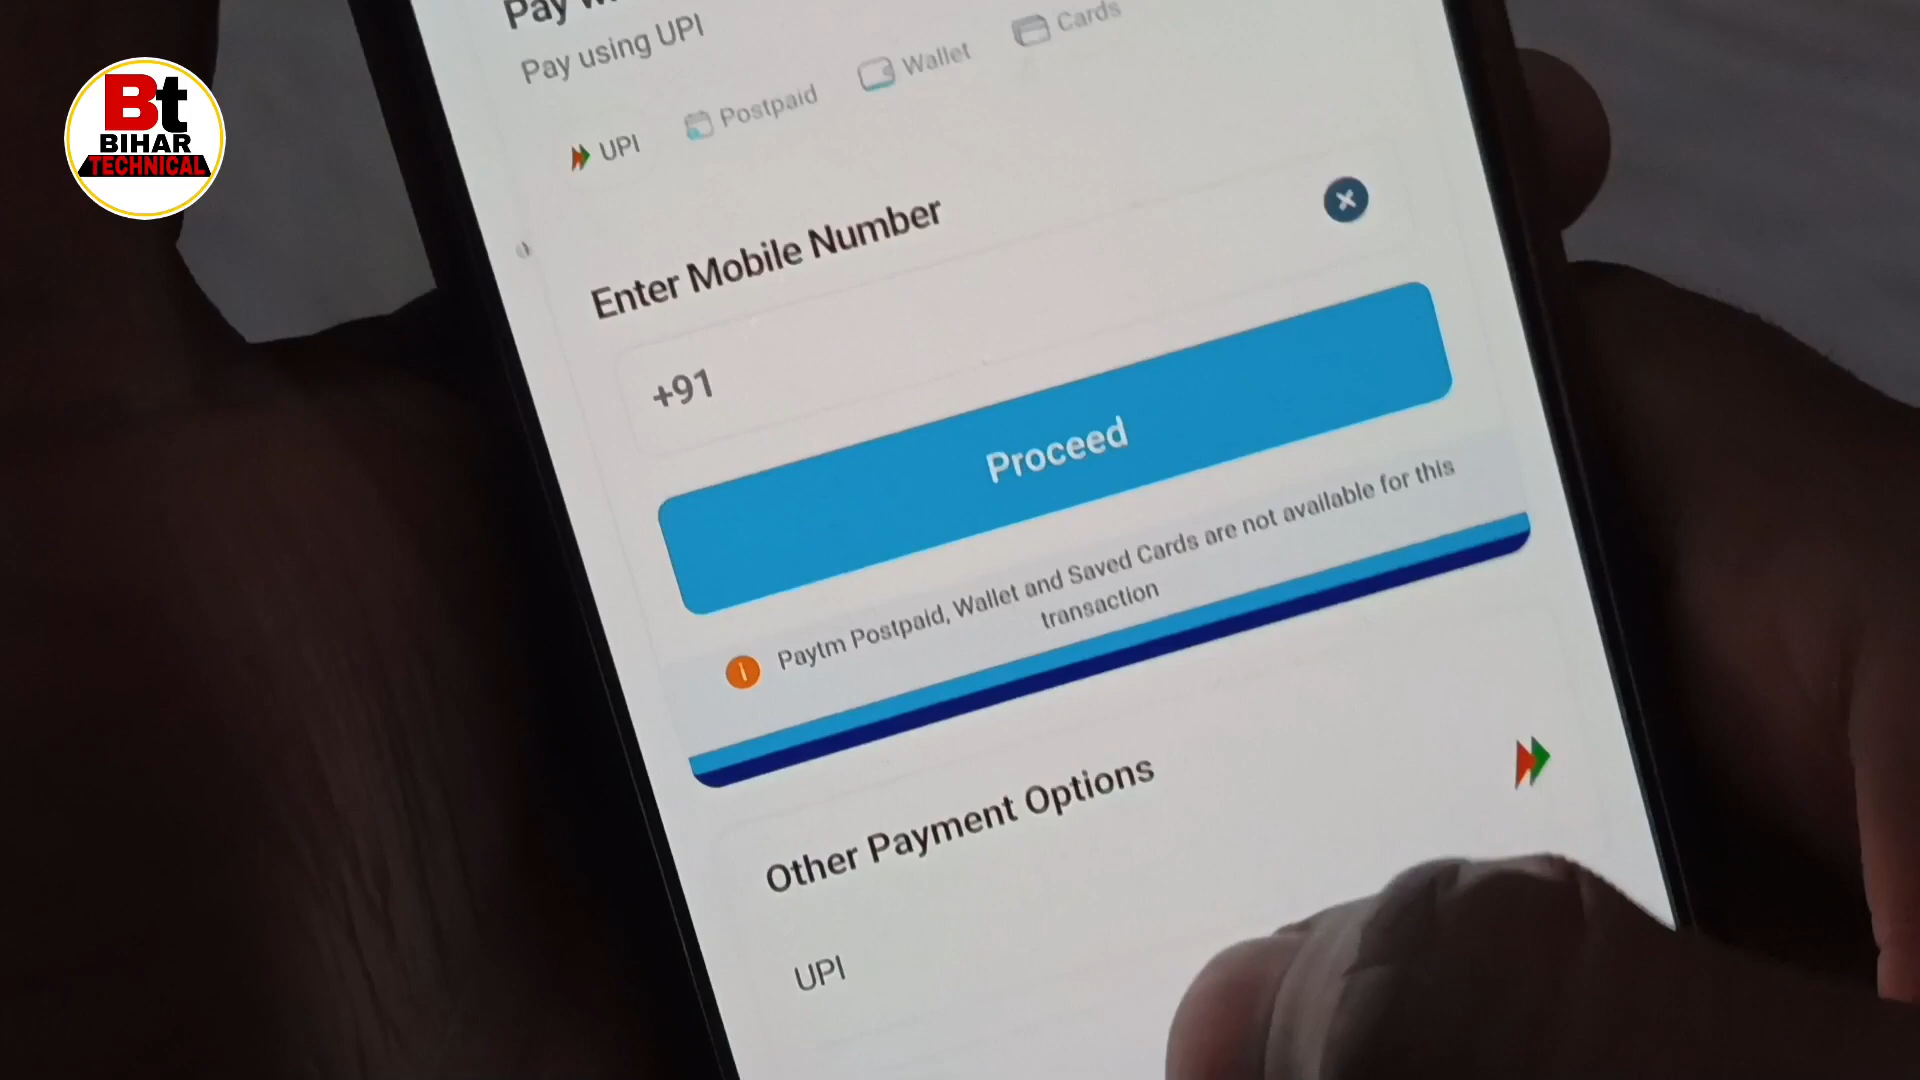 Bt
BIHAR
TECHNICAL
Pay
Pay using UPI
UPI
Postpaid
Wallet
Cards
Enter Mobile Number
+91
Proceed
Paytm Postpaid, Wallet and Saved Cards are not available for this
transaction
Other Payment Options
UPI